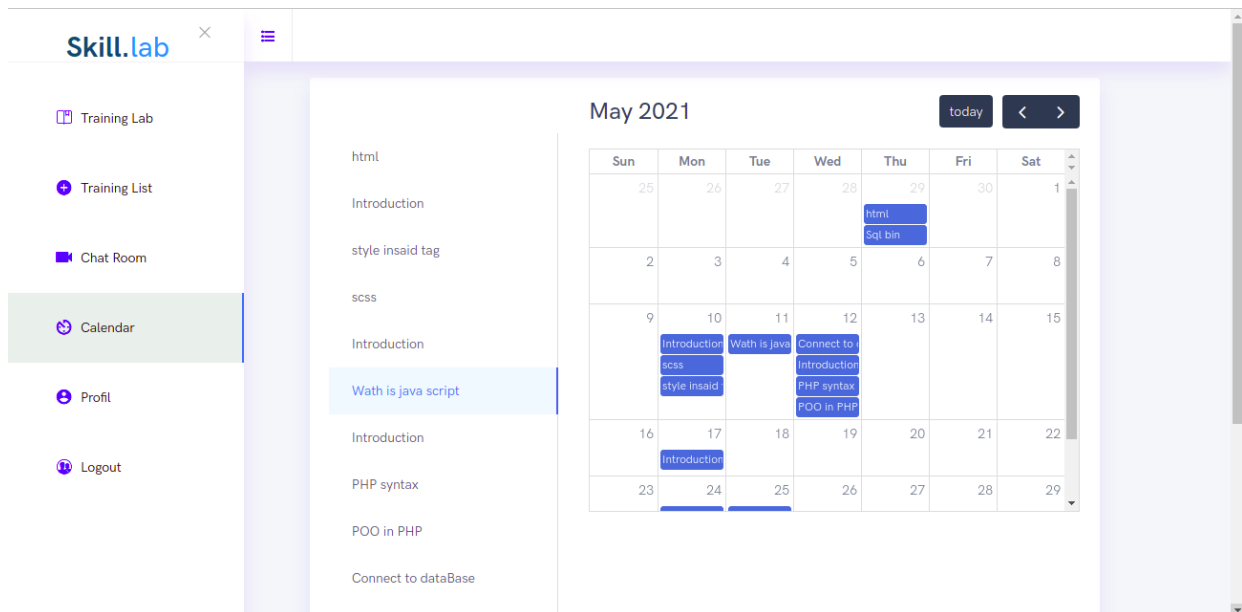 Skill.lab
Training Lab
Training List
Chat Room
Calendar
Profil
Logout
html
Introduction
style insaid tag
scss
Introduction
Wath is java script
Introduction
PHP syntax
POO in PHP
Connect to dataBase
May 2021
today
Sun Mon Tue Wed Thu Fri Sat
25 26 27 28 29 30 1
html
Sql bin
2 3 4 5 6 7 8
9 10 11 12 13 14 15
Introduction Wath is java Connect to
scss Introduction
style insaid PHP syntax
POO in PHP
16 17 18 19 20 21 22
Introduction
23 24 25 26 27 28 29